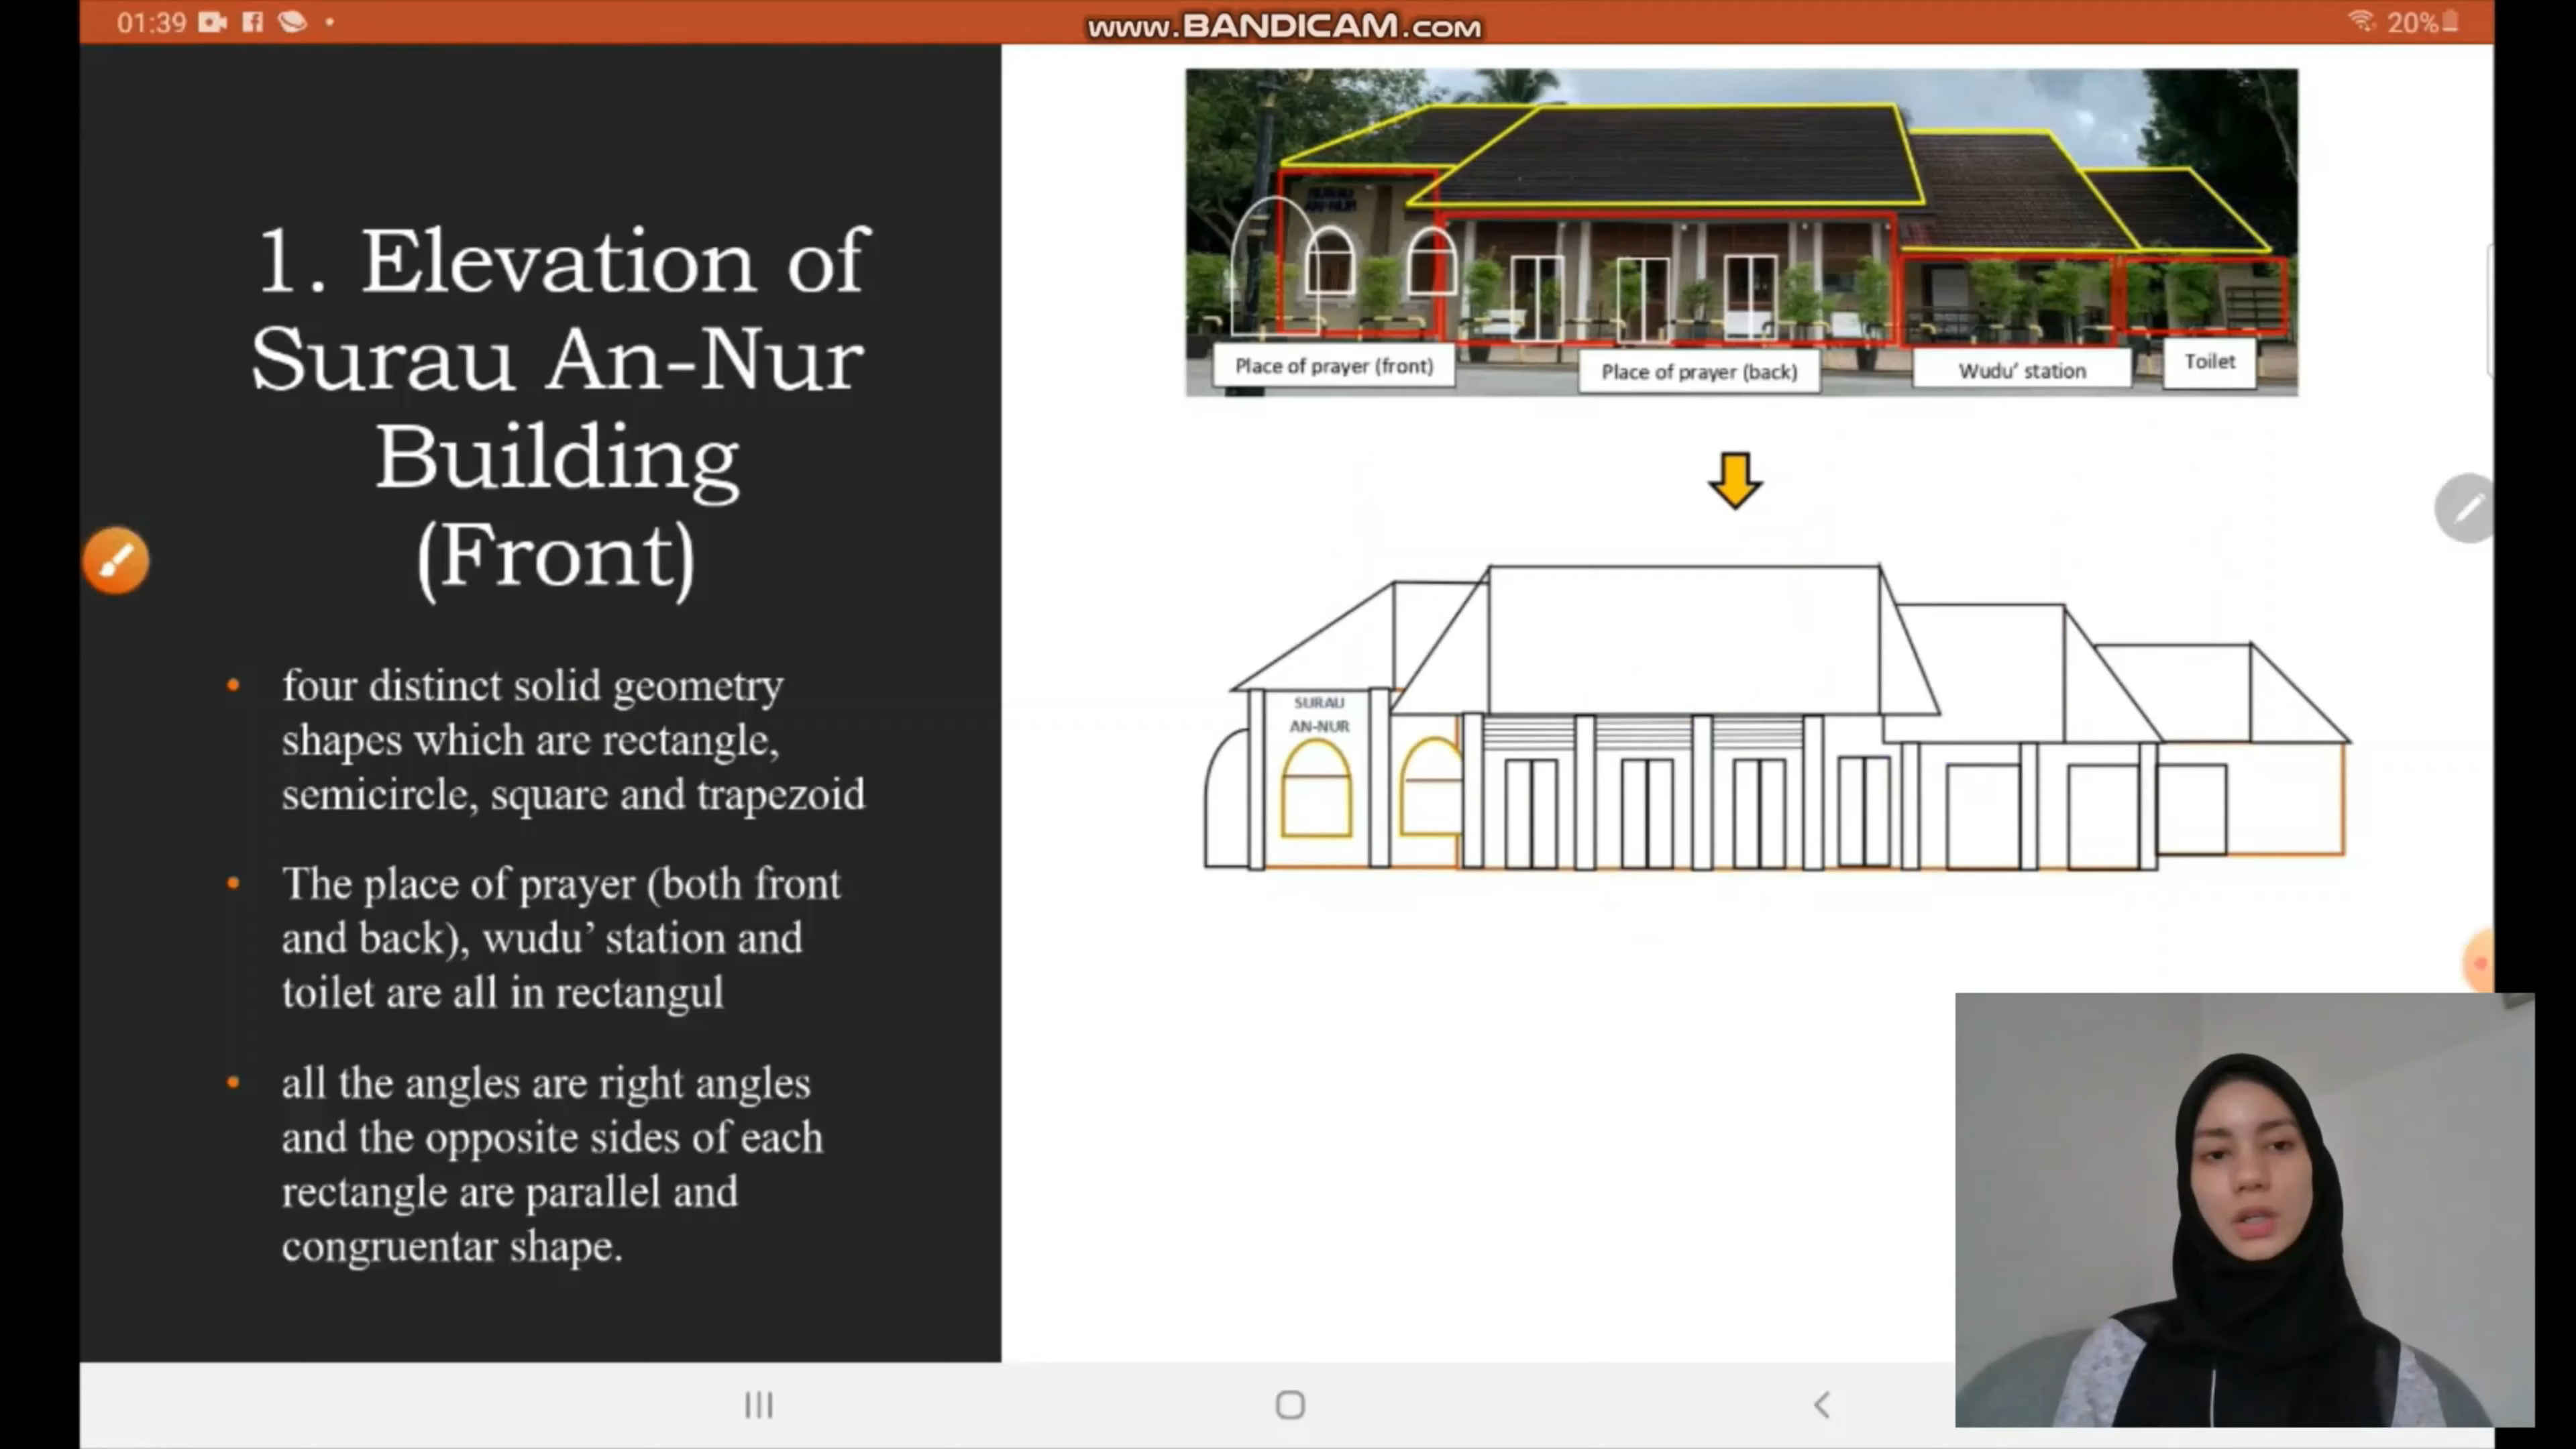 01:39
www.BANDICAM.com
20%
1. Elevation of
Surau An-Nur
Building
(Front)
• four distinct solid geometry
shapes which are rectangle,
semicircle, square and trapezoid
• The place of prayer (both front
and back), wudu’ station and
toilet are all in rectangul
• all the angles are right angles
and the opposite sides of each
rectangle are parallel and
congruentar shape.
SURAU
AN-NUR
Place of prayer (front)
Place of prayer (back)
Wudu’ station
Toilet
SURAU
AN-NUR